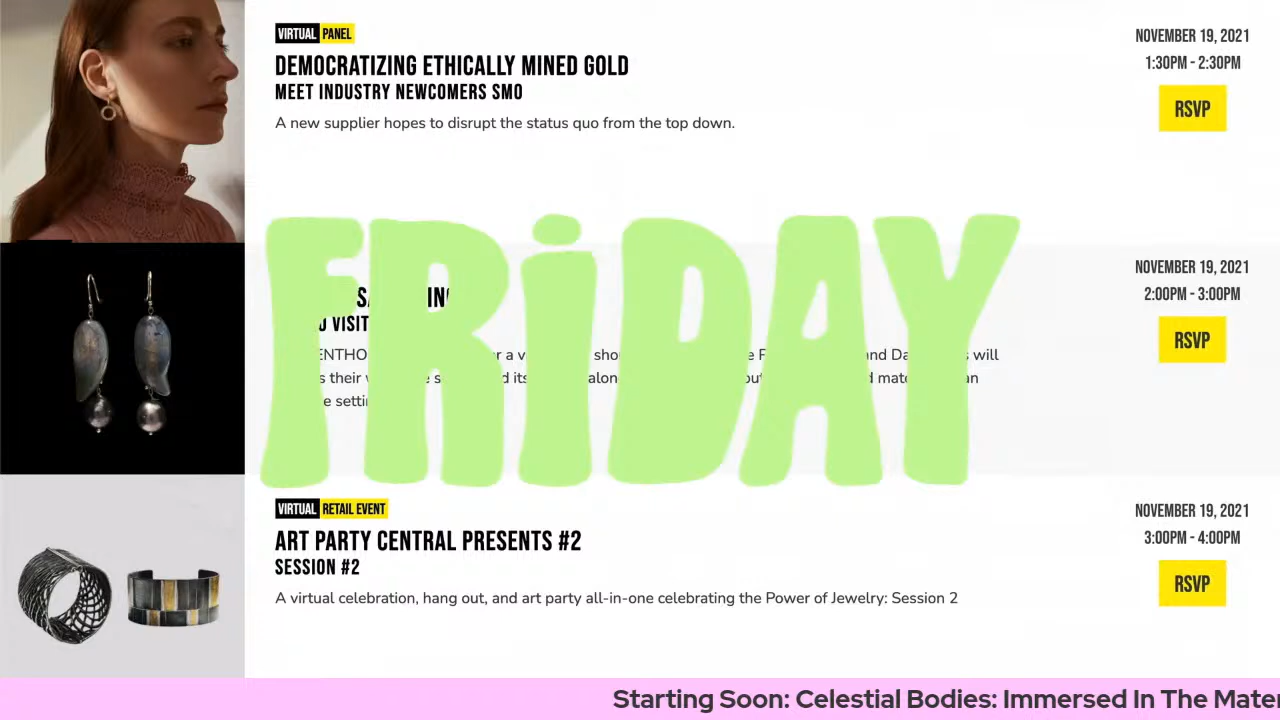 VIRTUAL PANEL
DEMOCRATIZING ETHICALLY MINED GOLD
MEET INDUSTRY NEWCOMERS SMO
A new supplier hopes to disrupt the status quo from the top down.
NOVEMBER 19, 2021
1:30PM - 2:30PM
RSVP
FRiDAY
VISIT
a
and
will
their
NOVEMBER 19, 2021
2:00PM - 3:00PM
RSVP
VIRTUAL RETAIL EVENT
ART PARTY CENTRAL PRESENTS #2
SESSION #2
A virtual celebration, hang out, and art party all-in-one celebrating the Power of Jewelry: Session 2
NOVEMBER 19, 2021
3:00PM - 4:00PM
RSVP
Starting Soon: Celestial Bodies: Immersed In The